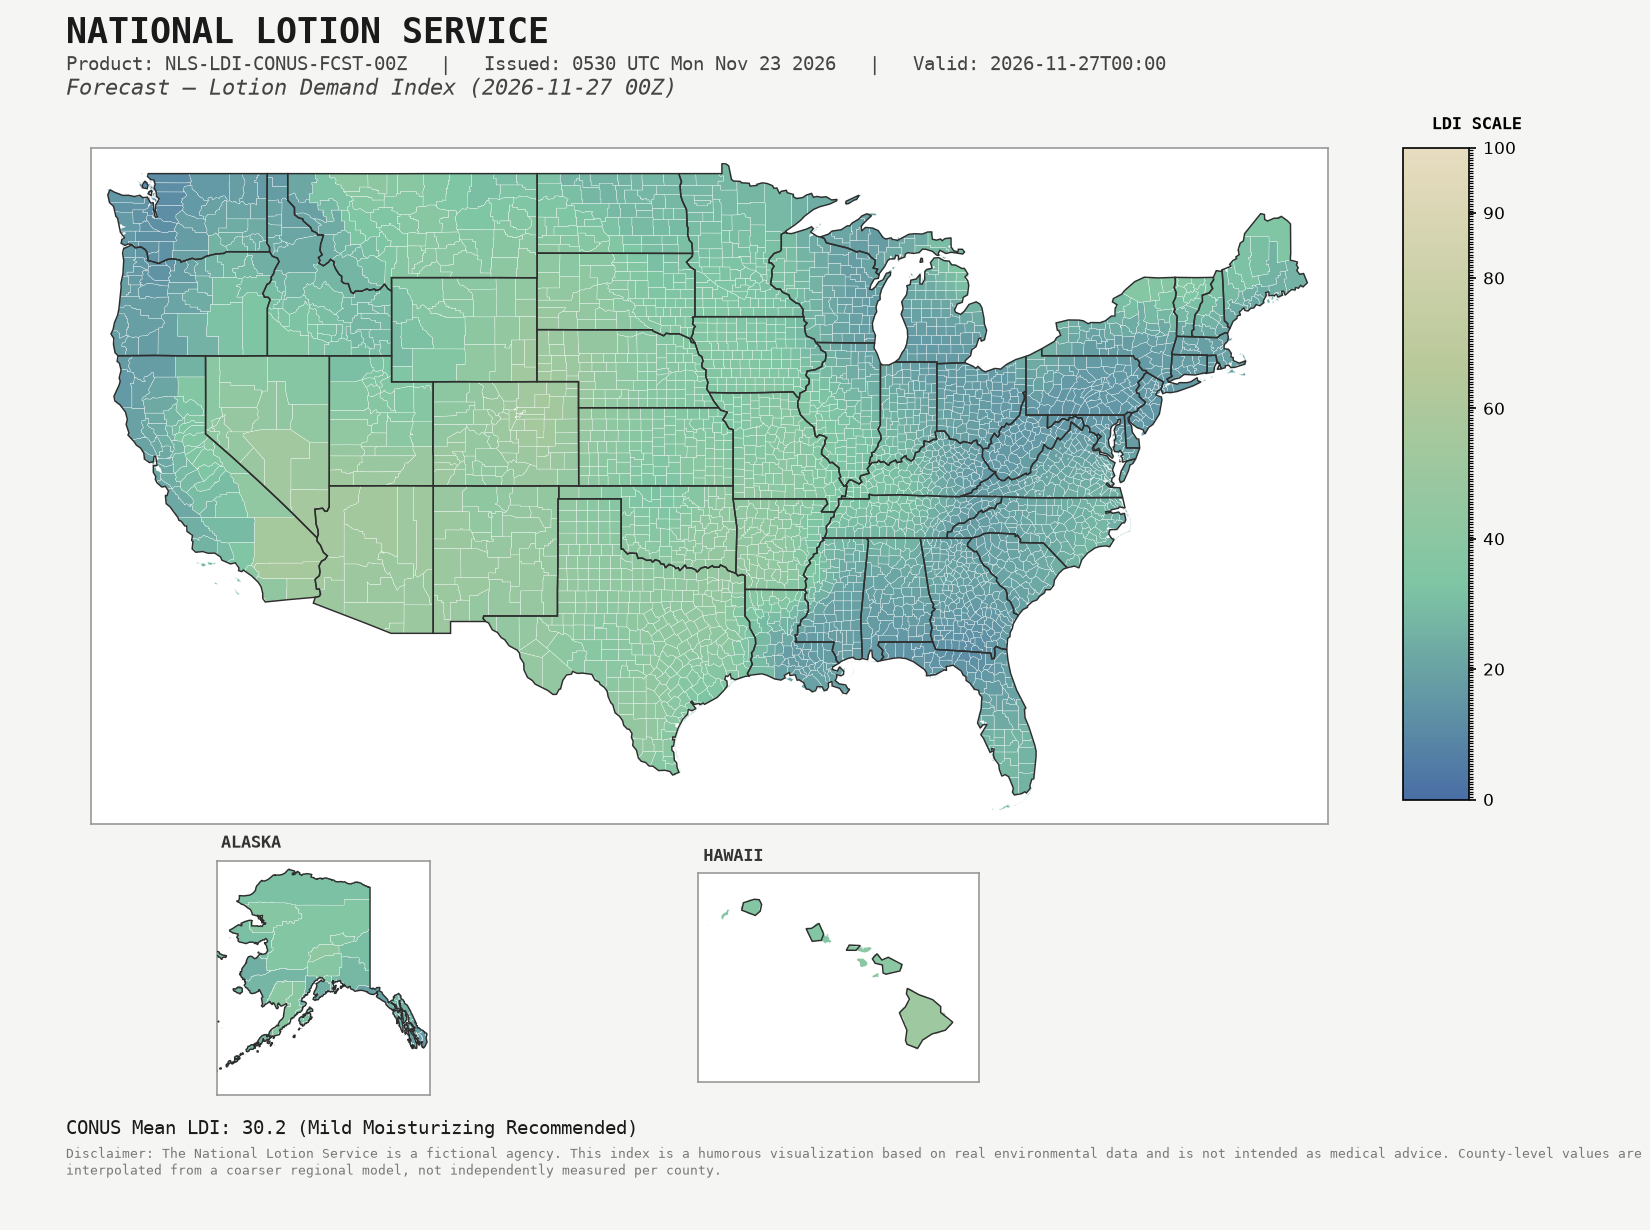 NATIONAL LOTION SERVICE
Product: NLS-LDI-CONUS-FCST-00Z | Issued: 0530 UTC Mon Nov 23 2026 | Valid: 2026-11-27T00:00
Forecast — Lotion Demand Index (2026-11-27 00Z)
LDI SCALE
100
90
80
60
40
20
0
ALASKA
HAWAII
CONUS Mean LDI: 30.2 (Mild Moisturizing Recommended)
Disclaimer: The National Lotion Service is a fictional agency. This index is a humorous visualization based on real environmental data and is not intended as medical advice. County-level values are
interpolated from a coarser regional model, not independently measured per county.